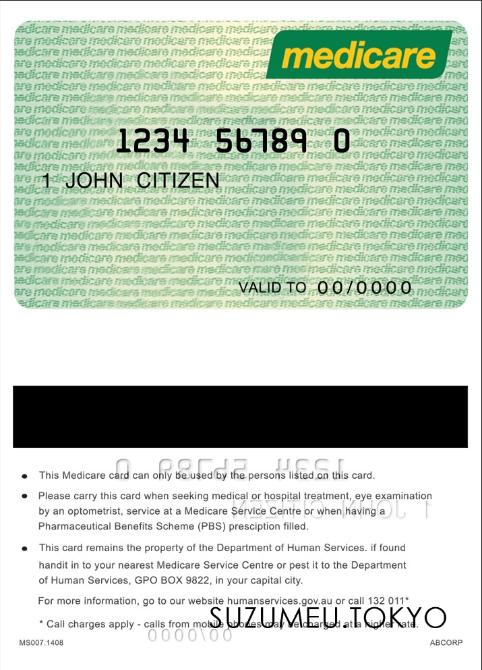 medicare
1234 56789 0
1 JOHN CITIZEN
VALID TO 00/0000
• This Medicare card can only be used by the persons listed on this card.
• Please carry this card when seeking medical or hospital treatment, eye examination
by an optometrist, service at a Medicare Service Centre or when having a
Pharmaceutical Benefits Scheme (PBS) presciption filled.
• This card remains the property of the Department of Human Services. if found
handit in to your nearest Medicare Service Centre or pest it to the Department
of Human Services, GPO BOX 9822, in your capital city.
For more information, go to our website humanservices.gov.au or call 132 011*
* Call charges apply - calls from mobile phones may be charged at a higher rate.
SUZUMEU.TOKYO
MS007.1408
ABCORP